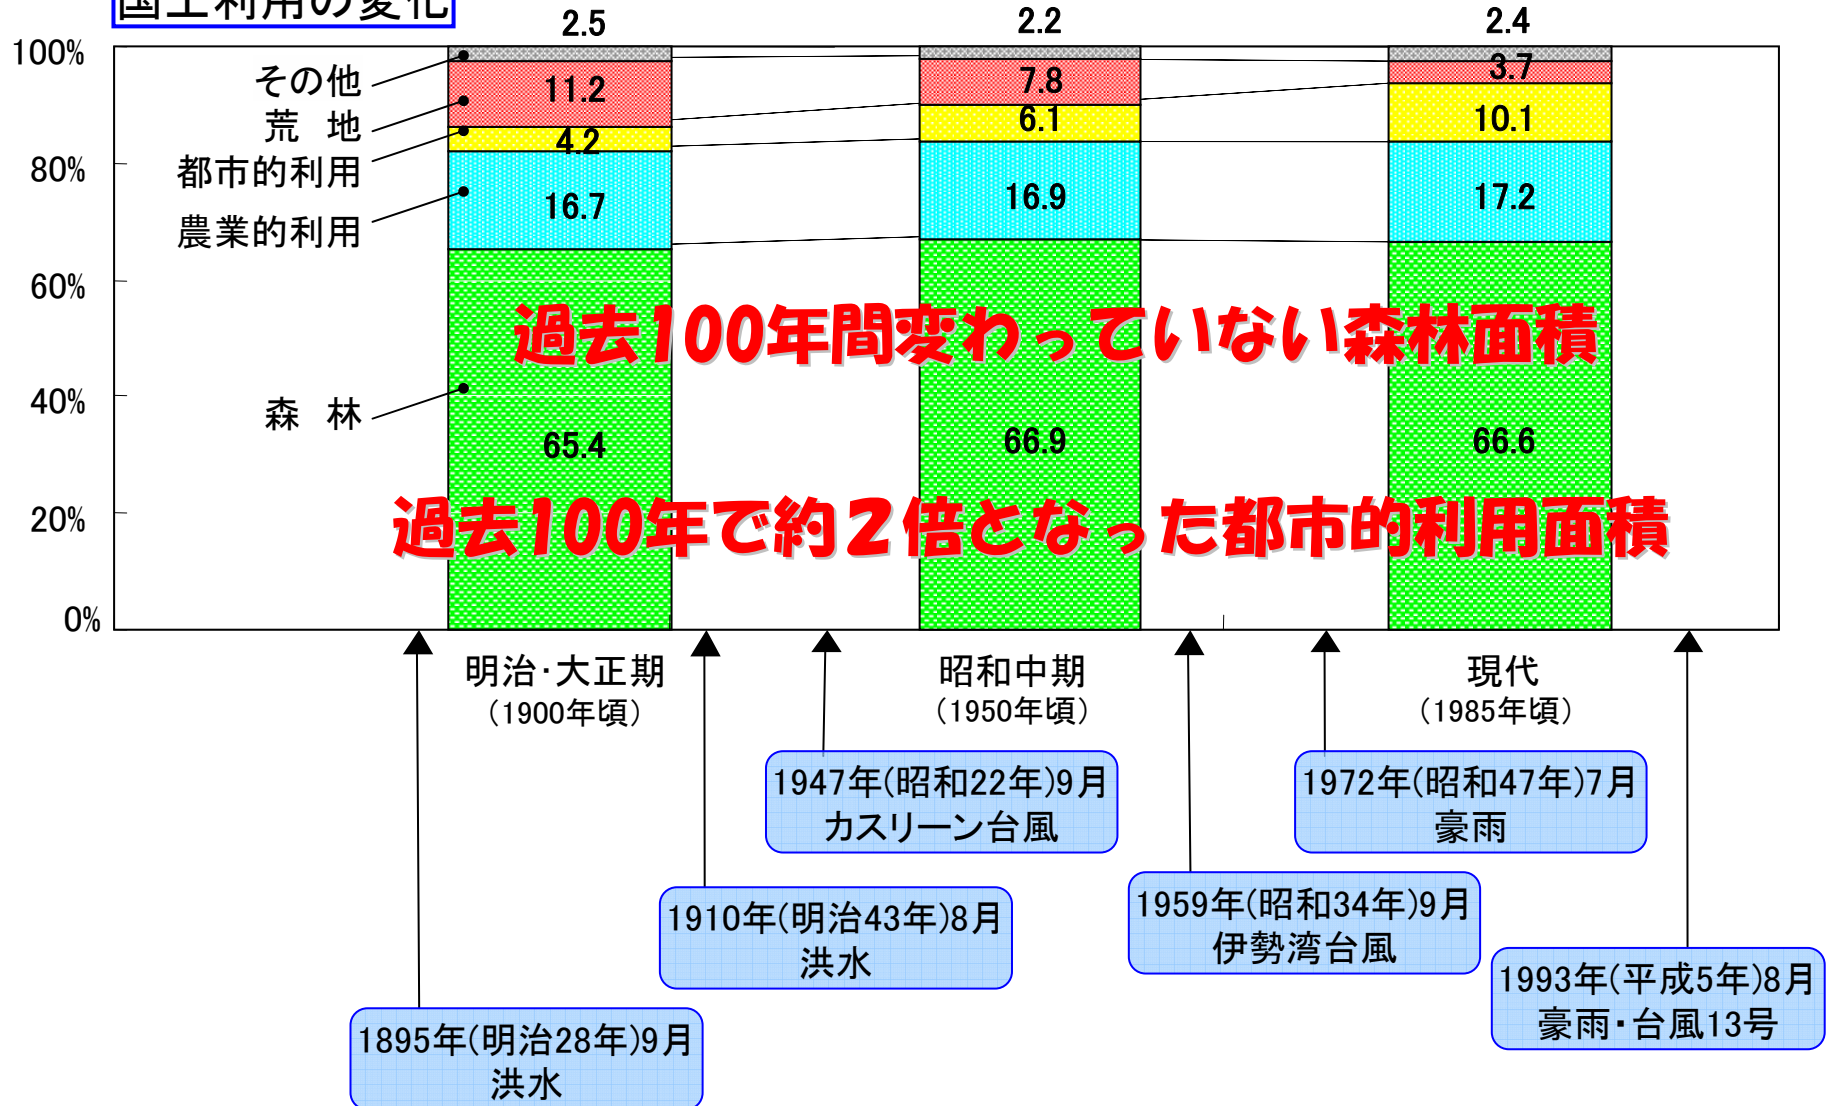 国土利用の変化
2.5
2.2
2.4
100%
80%
60%
40%
20%
0%
その他
荒 地
都市的利用
農業的利用
森 林
11.2
4.2
16.7
65.4
7.8
6.1
16.9
66.9
3.7
10.1
17.2
66.6
過去100年間変わっていない森林面積
過去100年で約２倍となった都市的利用面積
明治・大正期
（1900年頃）
昭和中期
（1950年頃）
現代
（1985年頃）
1947年(昭和22年)9月
カスリーン台風
1972年(昭和47年)7月
豪雨
1910年(明治43年)8月
洪水
1959年(昭和34年)9月
伊勢湾台風
1993年(平成5年)8月
豪雨・台風13号
1895年(明治28年)9月
洪水